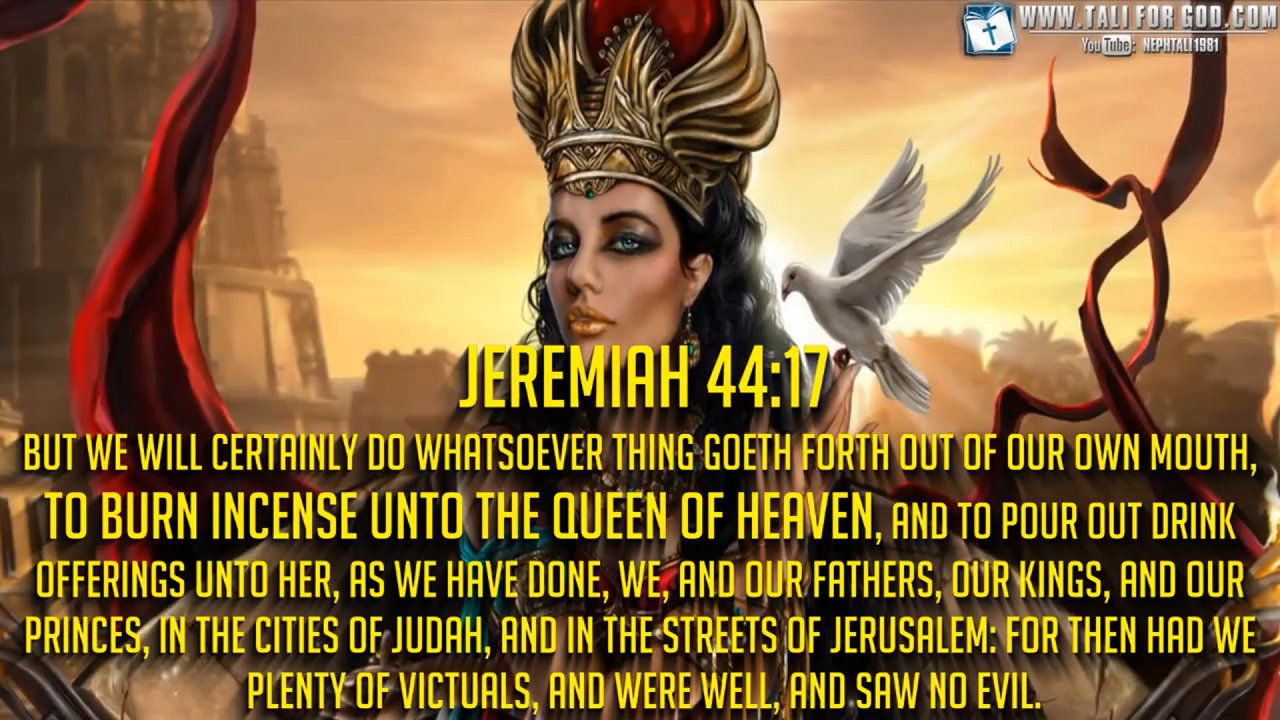 WWW.TALI FOR GOD.COM
YouTube: NEPHTALI1981
JEREMIAH 44:17
BUT WE WILL CERTAINLY DO WHATSOEVER THING GOETH FORTH OUT OF OUR OWN MOUTH,
TO BURN INCENSE UNTO THE QUEEN OF HEAVEN, AND TO POUR OUT DRINK
OFFERINGS UNTO HER, AS WE HAVE DONE, WE, AND OUR FATHERS, OUR KINGS, AND OUR
PRINCES, IN THE CITIES OF JUDAH, AND IN THE STREETS OF JERUSALEM: FOR THEN HAD WE
PLENTY OF VICTUALS, AND WERE WELL, AND SAW NO EVIL.